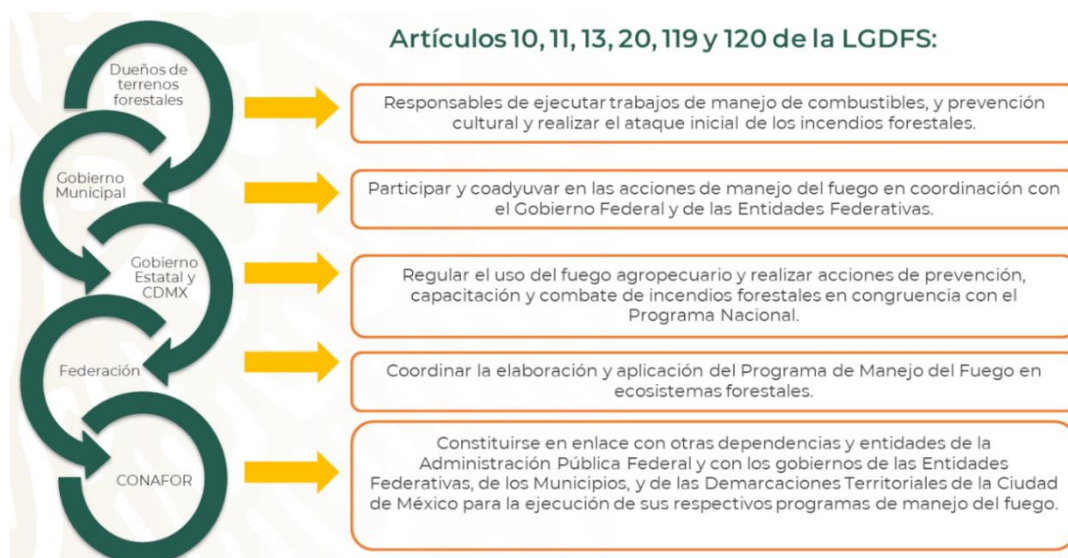 Artículos 10, 11, 13, 20, 119 y 120 de la LGDFS:
Dueños de
terrenos
forestales
Responsables de ejecutar trabajos de manejo de combustibles, y prevención
cultural y realizar el ataque inicial de los incendios forestales.
Gobierno
Municipal
Participar y coadyuvar en las acciones de manejo del fuego en coordinación con
el Gobierno Federal y de las Entidades Federativas.
Gobierno
Estatal y
CDMX
Regular el uso del fuego agropecuario y realizar acciones de prevención,
capacitación y combate de incendios forestales en congruencia con el
Programa Nacional.
Federación
Coordinar la elaboración y aplicación del Programa de Manejo del Fuego en
ecosistemas forestales.
CONAFOR
Constituirse en enlace con otras dependencias y entidades de la
Administración Pública Federal y con los gobiernos de las Entidades
Federativas, de los Municipios, y de las Demarcaciones Territoriales de la Ciudad
de México para la ejecución de sus respectivos programas de manejo del fuego.